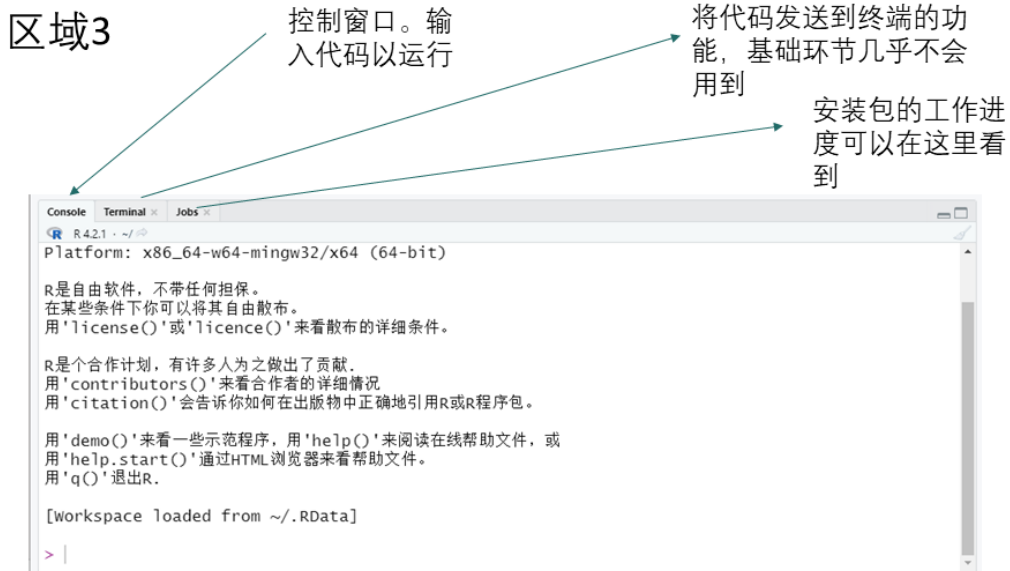 区域3
控制窗口。输
入代码以运行
将代码发送到终端的功
能，基础环节几乎不会
用到
安装包的工作进
度可以在这里看
到
Console Terminal × Jobs ×
R 4.2.1 · ~/
Platform: x86_64-w64-mingw32/x64 (64-bit)
R是自由软件，不带任何担保。
在某些条件下你可以将其自由散布。
用'license()'或'licence()'来看散布的详细条件。
R是个合作计划，有许多人为之做出了贡献.
用'contributors()'来看合作者的详细情况
用'citation()'会告诉你如何在出版物中正确地引用R或R程序包。
用'demo()'来看一些示范程序，用'help()'来阅读在线帮助文件，或
用'help.start()'通过HTML浏览器来看帮助文件。
用'q()'退出R.
[Workspace loaded from ~/.RData]
>